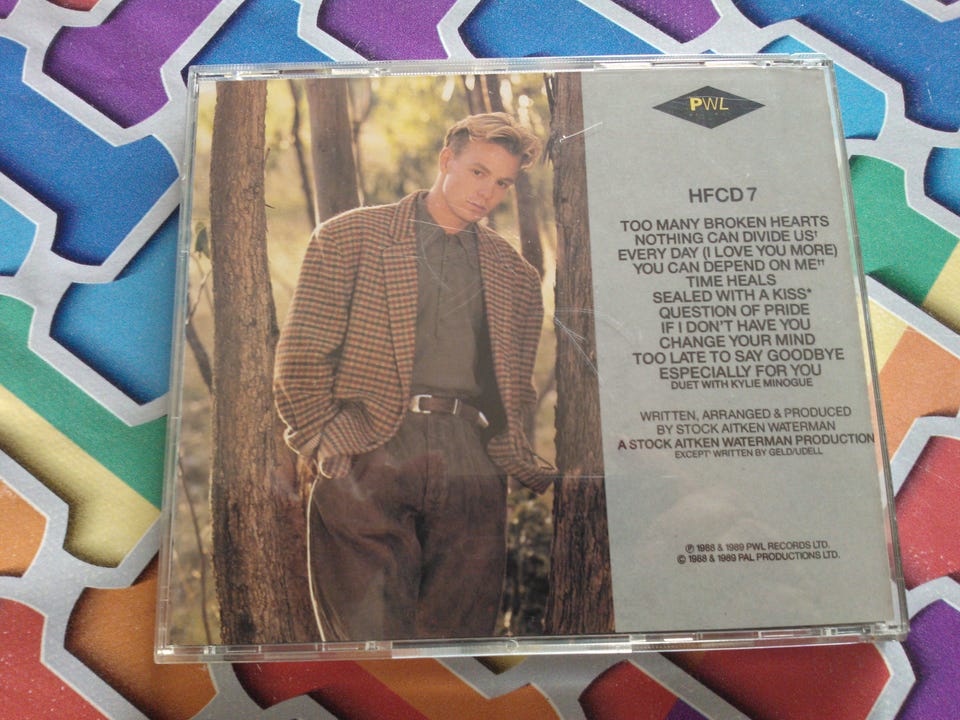 PWL
HFCD 7
TOO MANY BROKEN HEARTS
NOTHING CAN DIVIDE US†
EVERY DAY (I LOVE YOU MORE)
YOU CAN DEPEND ON ME††
TIME HEALS
SEALED WITH A KISS*
QUESTION OF PRIDE
IF I DON'T HAVE YOU
CHANGE YOUR MIND
TOO LATE TO SAY GOODBYE
ESPECIALLY FOR YOU
DUET WITH KYLIE MINOGUE
WRITTEN, ARRANGED & PRODUCED
BY STOCK AITKEN WATERMAN
A STOCK AITKEN WATERMAN PRODUCTION
EXCEPT* WRITTEN BY GELD/UDELL
℗ 1988 & 1989 PWL RECORDS LTD.
© 1988 & 1989 PAL PRODUCTIONS LTD.